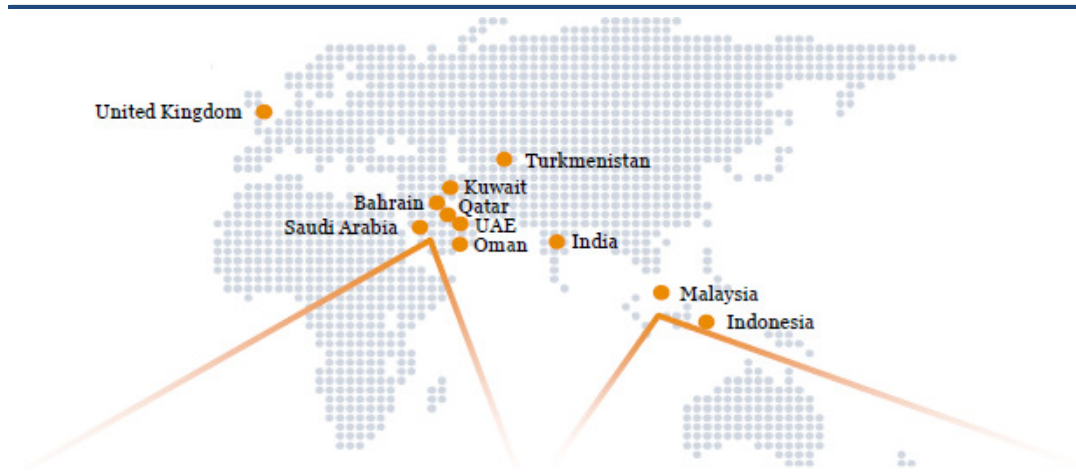 United Kingdom
Turkmenistan
Kuwait
Bahrain
Qatar
Saudi Arabia
UAE
Oman
India
Malaysia
Indonesia